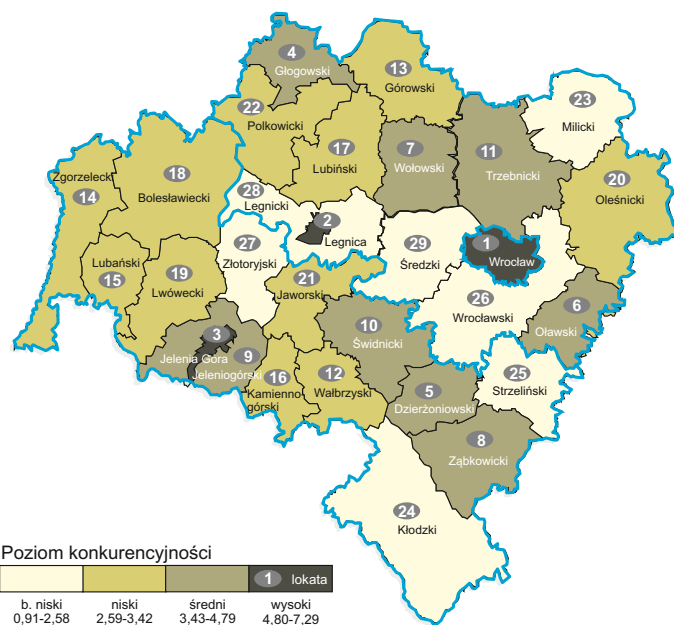 4
Głogowski
13
Górowski
23
Milicki
22
Polkowicki
17
Lubiński
7
Wołowski
11
Trzebnicki
18
Bolesławiecki
Zgorzeleck
14
20
Oleśnicki
28
Legnicki
2
Legnica
27
Złotoryjski
29
Średzki
1
Wrocław
Lubański
15
19
Lwówecki
21
Jaworski
26
Wrocławski
6
Oławski
3
Jelenia Góra
9
Jeleniogórski
10
Świdnicki
16
Kamienno
górski
12
Wałbrzyski
5
Dzierżoniowski
25
Strzeliński
8
Ząbkowicki
24
Kłodzki
Poziom konkurencyjności
1 lokata
b. niski niski średni wysoki
0,91-2,58 2,59-3,42 3,43-4,79 4,80-7,29